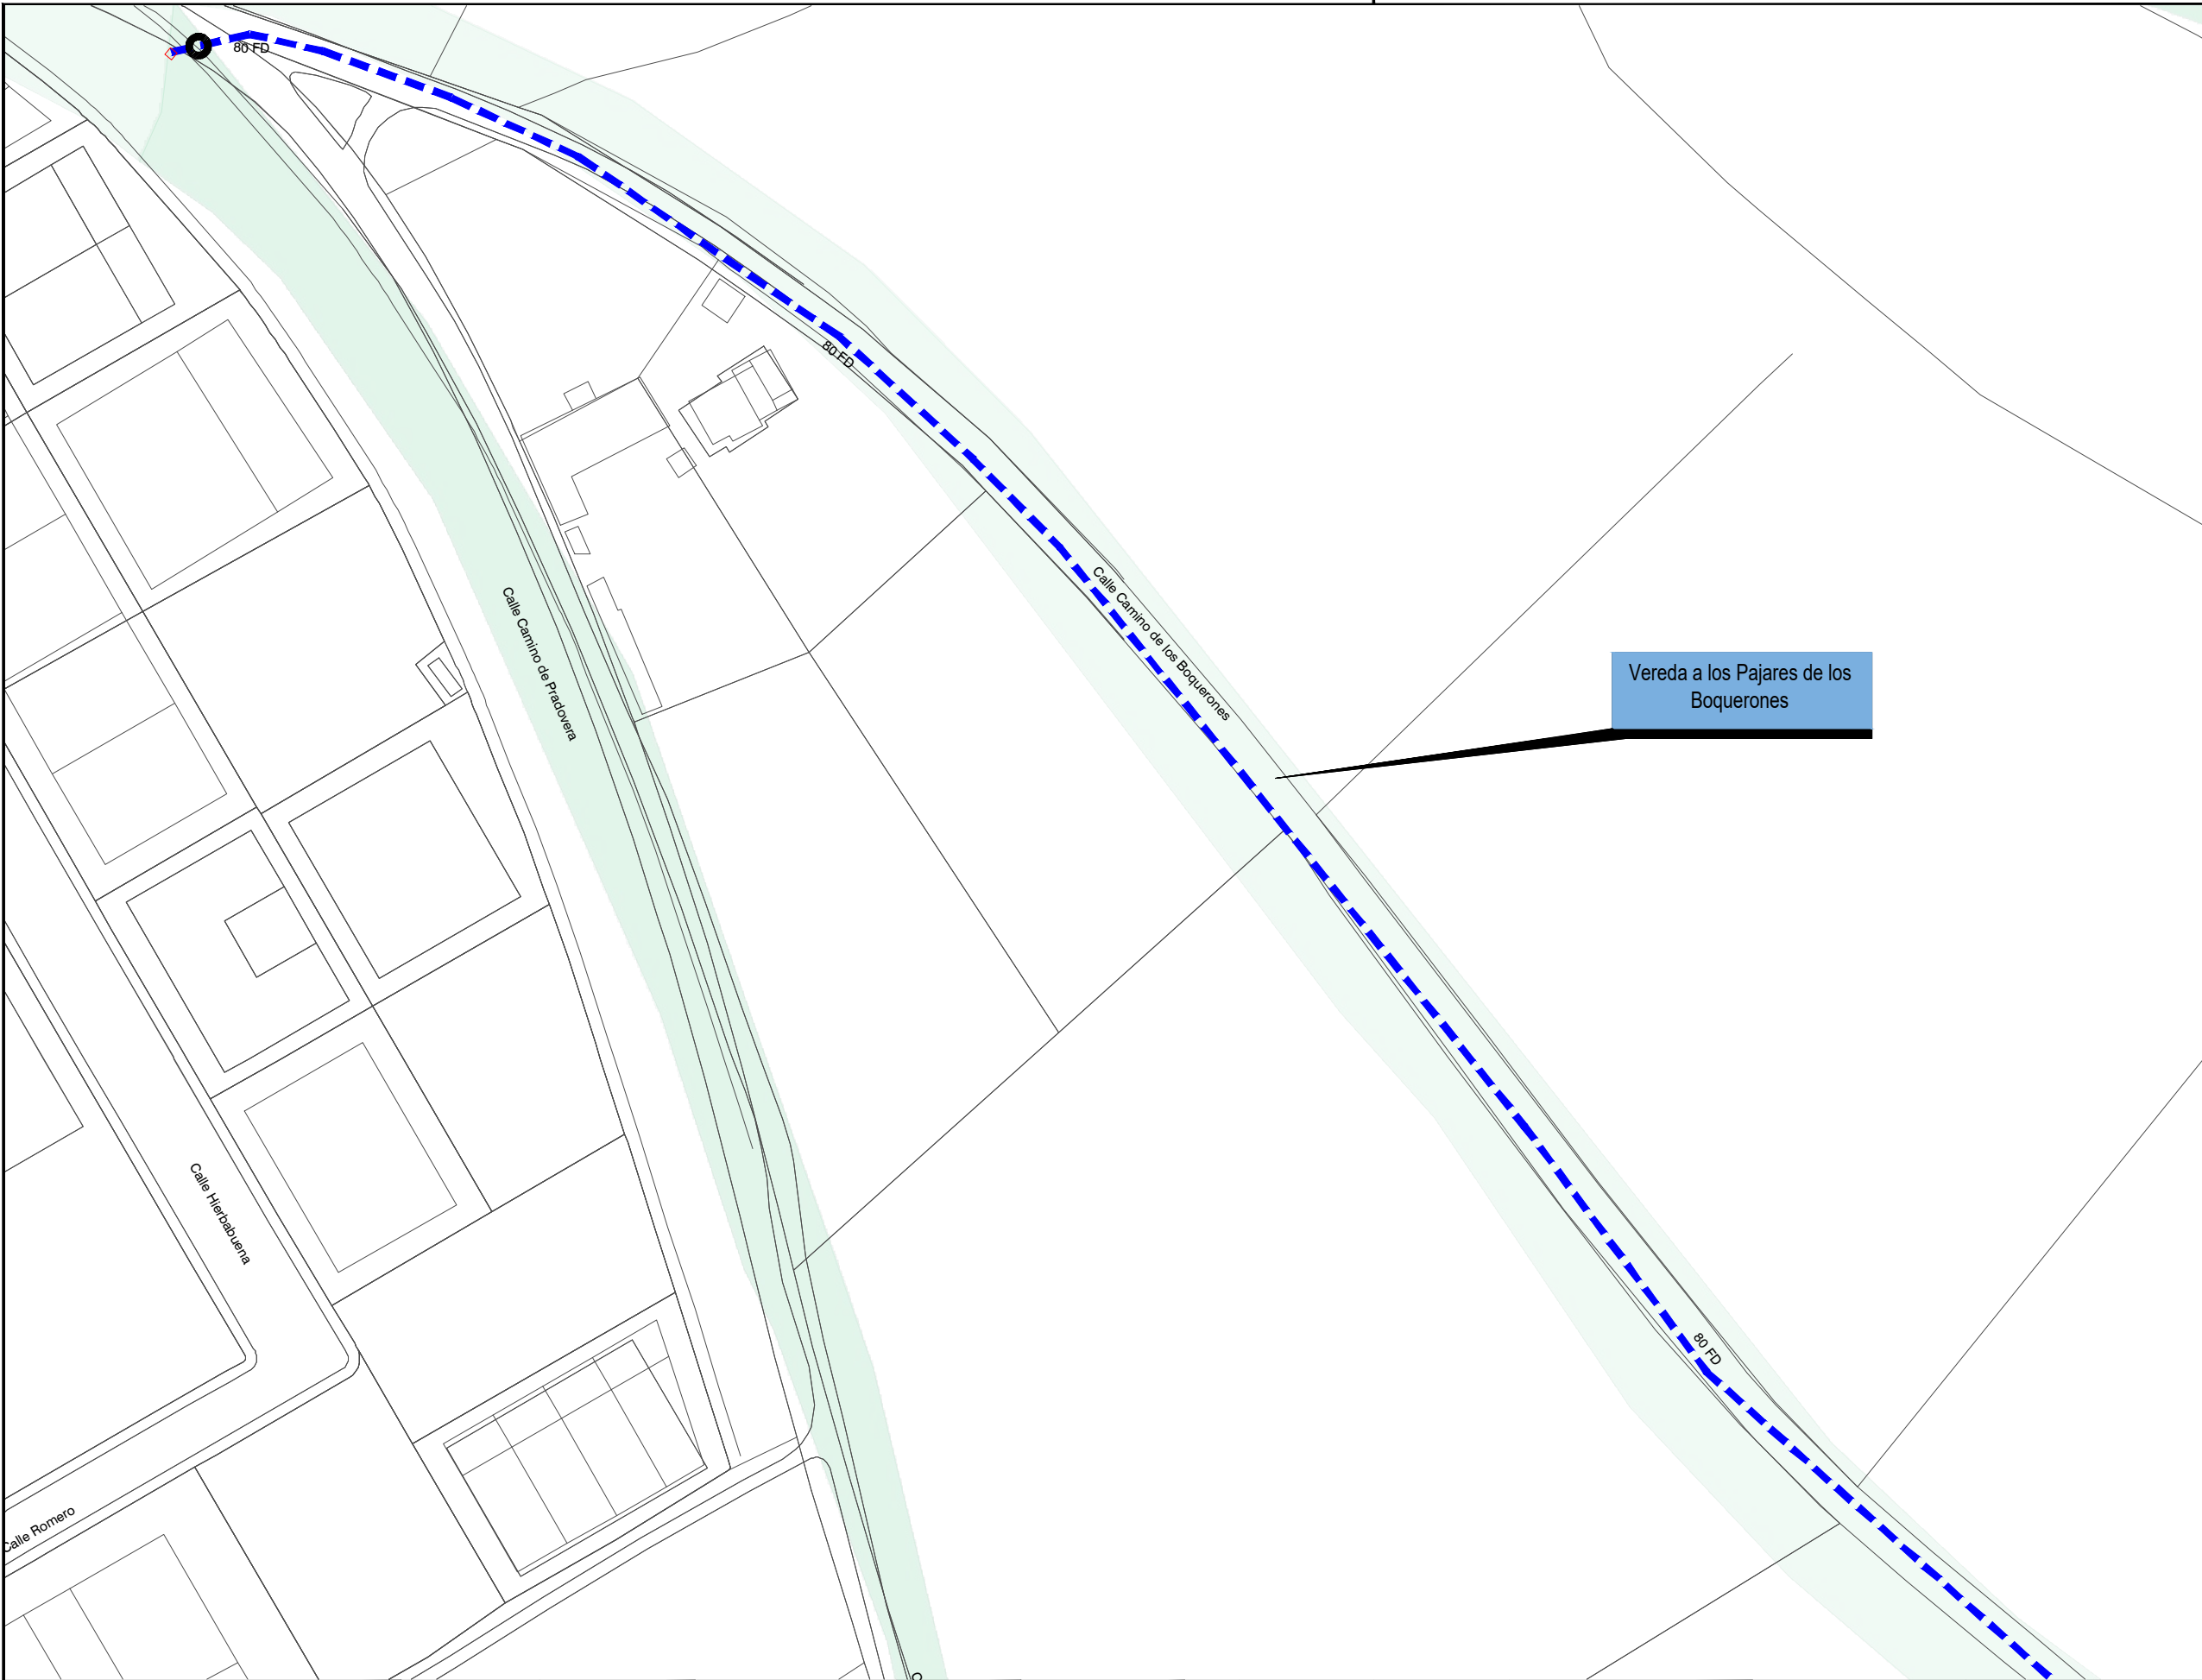 80 FD
80 FD
Calle Camino de los Boquerones
Calle Camino de Pradovera
Vereda a los Pajares de los
Boquerones
Calle Hierbabuena
80 FD
Calle Romero